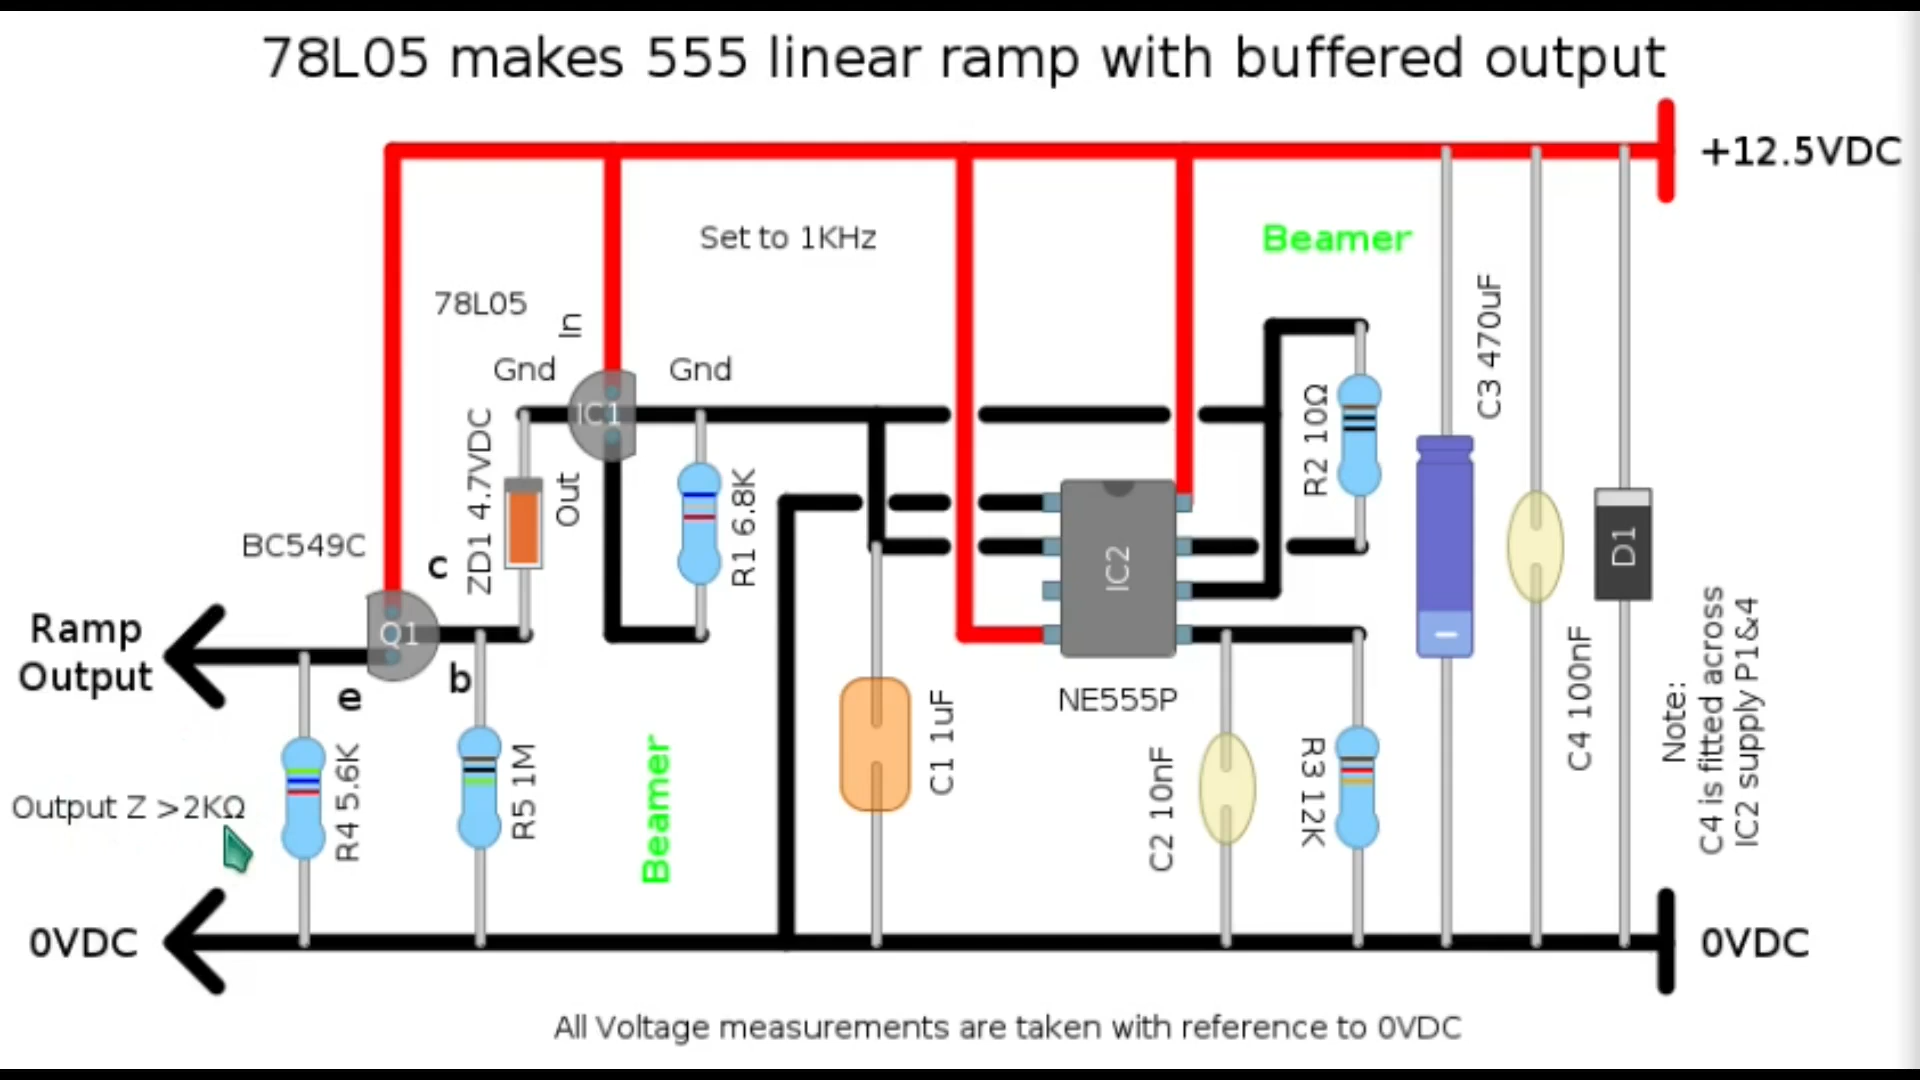 78L05 makes 555 linear ramp with buffered output
+12.5VDC
Set to 1KHz
Beamer
78L05
In
Gnd
Gnd
IC1
Out
ZD1 4.7VDC
R1 6.8K
R2 10Ω
C3 470uF
BC549C
c
Q1
b
e
Ramp
Output
IC2
NE555P
D1
C4 100nF
Note:
C4 is fitted across
IC2 supply P1&4
Output Z >2KΩ
R4 5.6K
R5 1M
Beamer
C1 1uF
C2 10nF
R3 12K
0VDC
0VDC
All Voltage measurements are taken with reference to 0VDC